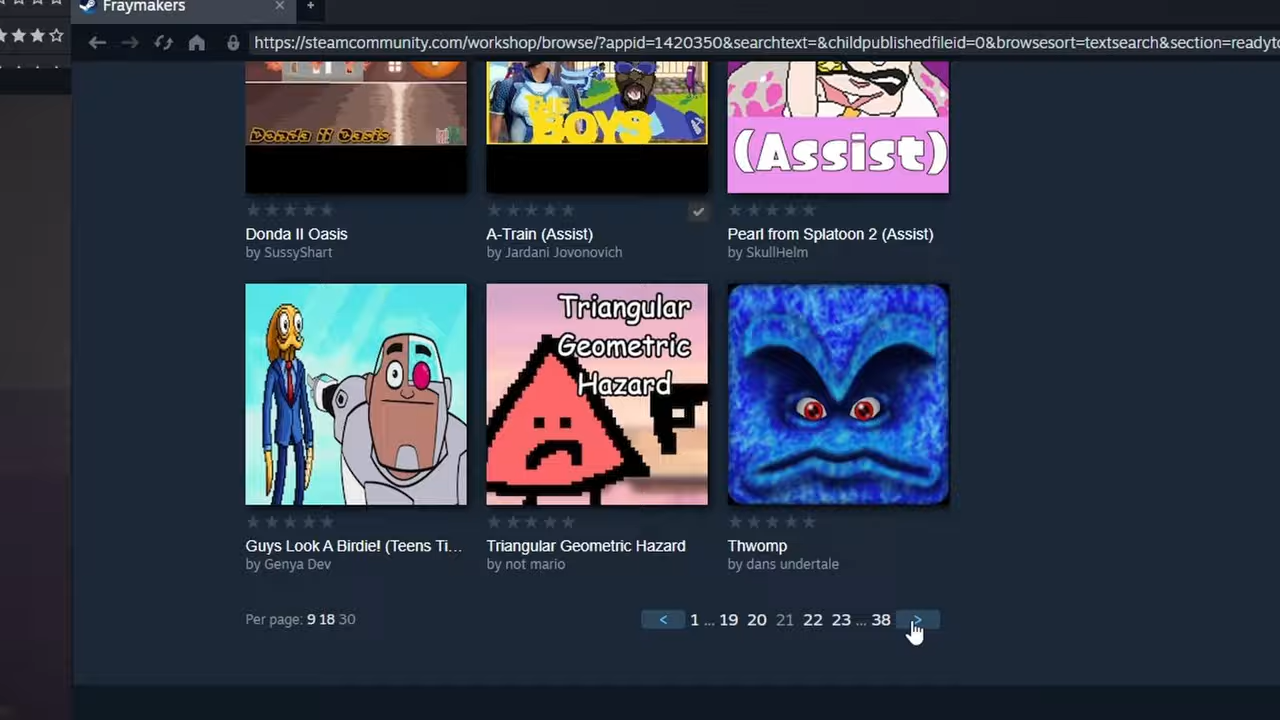 Fraymakers
https://steamcommunity.com/workshop/browse/?appid=1420350&searchtext=&childpublishedfileid=0&browsesort=textsearch&section=readyto
Donda II Oasis
THE
BOYS
(Assist)
Donda II Oasis
A-Train (Assist)
Pearl from Splatoon 2 (Assist)
by SussyShart
by Jardani Jovonovich
by SkullHelm
Triangular
Geometric
Hazard
P
Guys Look A Birdie! (Teens Ti...
Triangular Geometric Hazard
Thwomp
by Genya Dev
by not mario
by dans undertale
Per page: 9 18 30
< 1 ... 19 20 21 22 23 ... 38 >